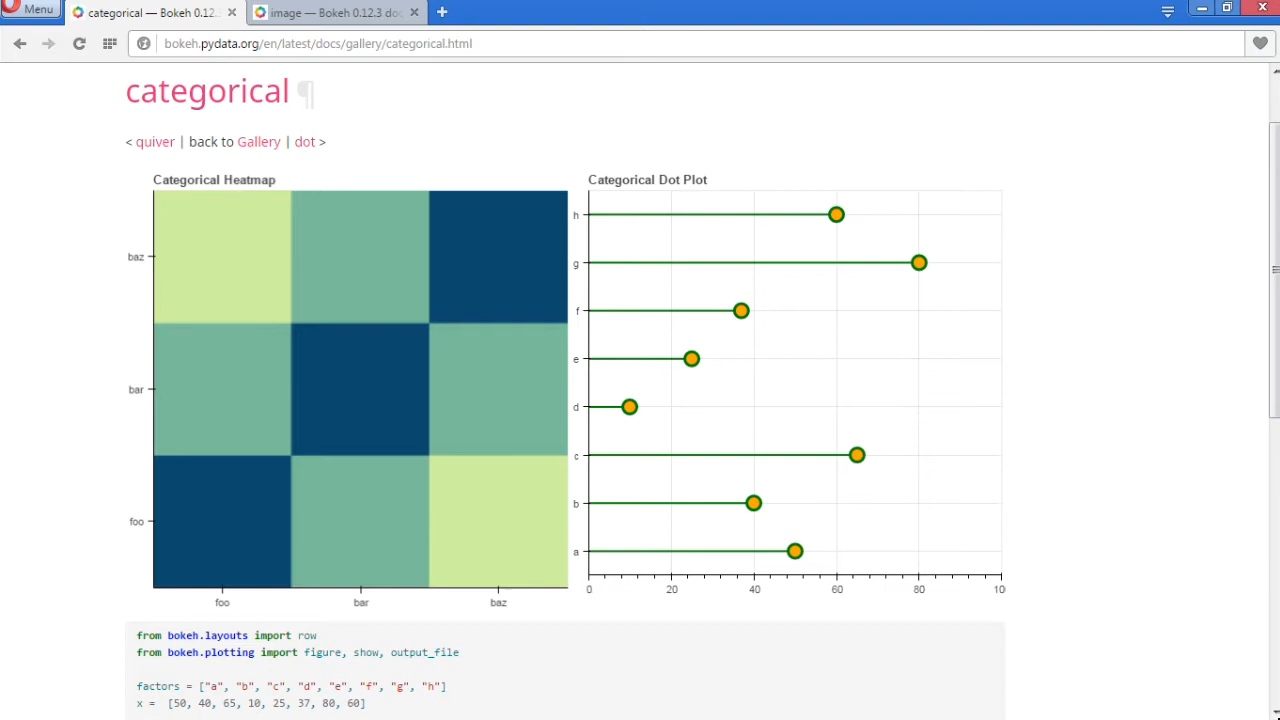 Menu
categorical — Bokeh 0.12.3
image — Bokeh 0.12.3 doc
bokeh.pydata.org/en/latest/docs/gallery/categorical.html
categorical ¶
< quiver | back to Gallery | dot >
Categorical Heatmap
baz
bar
foo
foo bar baz
Categorical Dot Plot
h
g
f
e
d
c
b
a
0 20 40 60 80 10
from bokeh.layouts import row
from bokeh.plotting import figure, show, output_file
factors = ["a", "b", "c", "d", "e", "f", "g", "h"]
x = [50, 40, 65, 10, 25, 37, 80, 60]